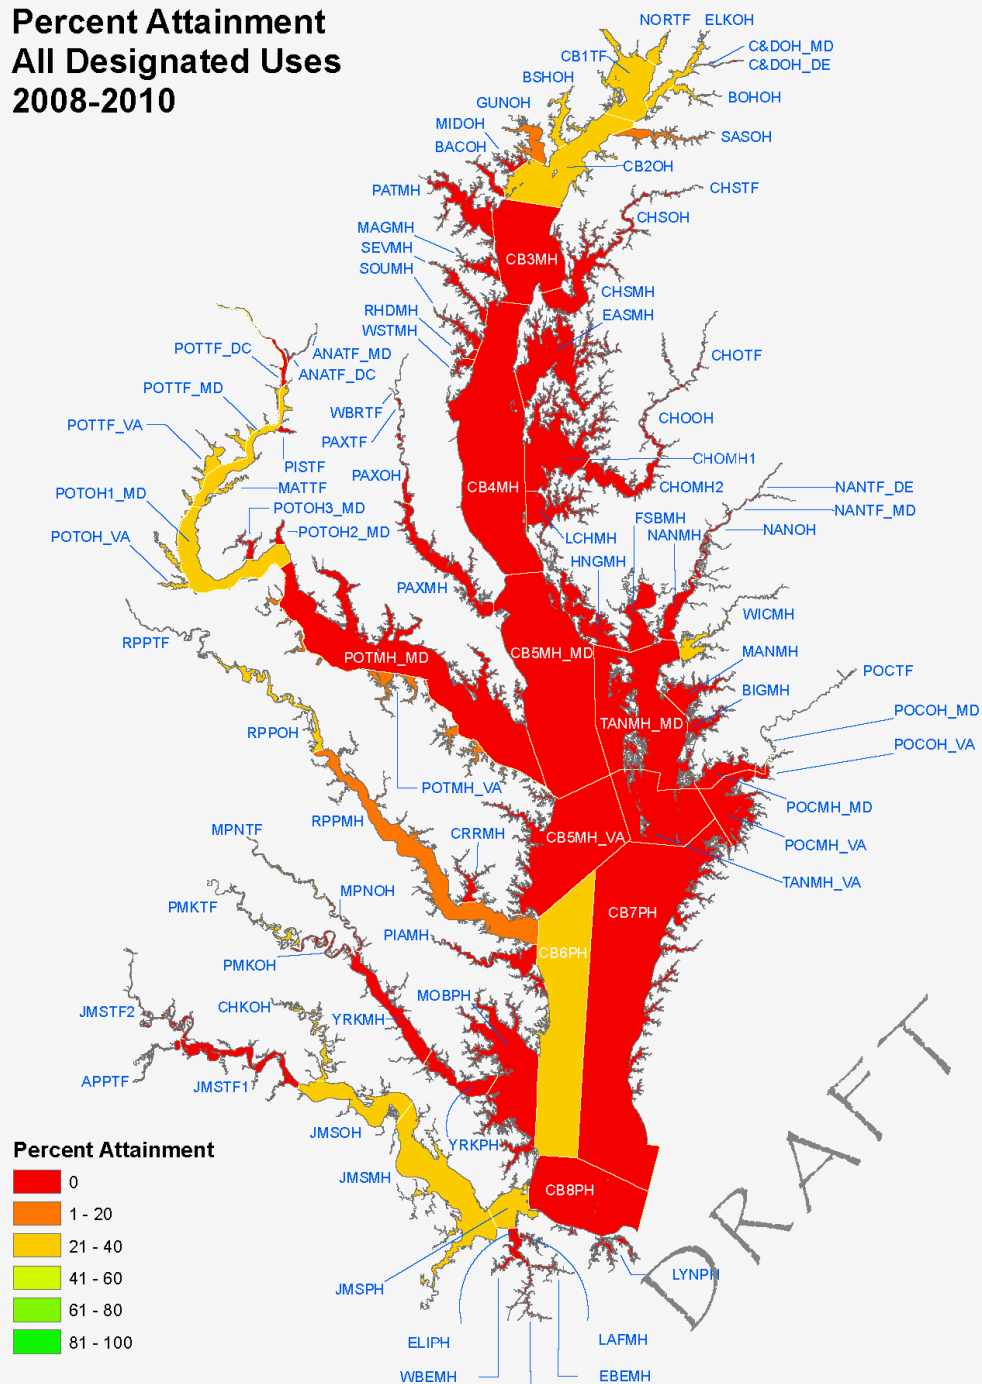 Percent Attainment
All Designated Uses
2008-2010
NORTF
ELKOH
CB1TF
C&DOH_MD
C&DOH_DE
BSHOH
BOHOH
GUNOH
MIDOH
SASOH
BACOH
CB2OH
PATMH
CHSTF
CHSOH
MAGMH
SEVMH
CB3MH
SOUMH
CHSMH
RHDMH
EASMH
WSTMH
POTTF_DC
ANATF_MD
CHOTF
ANATF_DC
POTTF_MD
WBRTF
CHOOH
POTTF_VA
PAXTF
PISTF
PAXOH
CHOMH1
MATTF
CB4MH
CHOMH2
NANTF_DE
POTOH1_MD
POTOH3_MD
NANTF_MD
FSBMH
POTOH2_MD
NANOH
POTOH_VA
LCHMH
NANMH
HNGMH
PAXMH
WICMH
RPPTF
POTMH_MD
CB5MH_MD
MANMH
POCTF
BIGMH
POCOH_MD
TANMH_MD
RPPOH
POCOH_VA
POTMH_VA
POCMH_MD
RPPMH
MPNTF
CRRMH
CB5MH_VA
POCMH_VA
TANMH_VA
MPNOH
PMKTF
CB7PH
PIAMH
CB6PH
PMKOH
MOBPH
CHKOH
JMSTF2
YRKMH
APPTF
JMSTF1
JMSOH
YRKPH
DRAFT
Percent Attainment
JMSMH
0
CB8PH
1 - 20
21 - 40
LYNPH
41 - 60
JMSPH
61 - 80
81 - 100
ELIPH
LAFMH
WBEMH
EBEMH